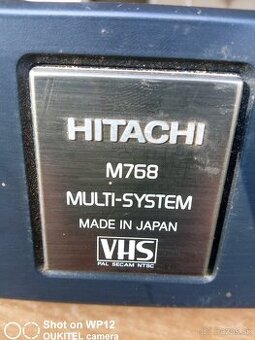 HITACHI
M768
MULTI-SYSTEM
MADE IN JAPAN
VHS
PAL SECAM NTSC
Shot on WP12
OUKITEL camera